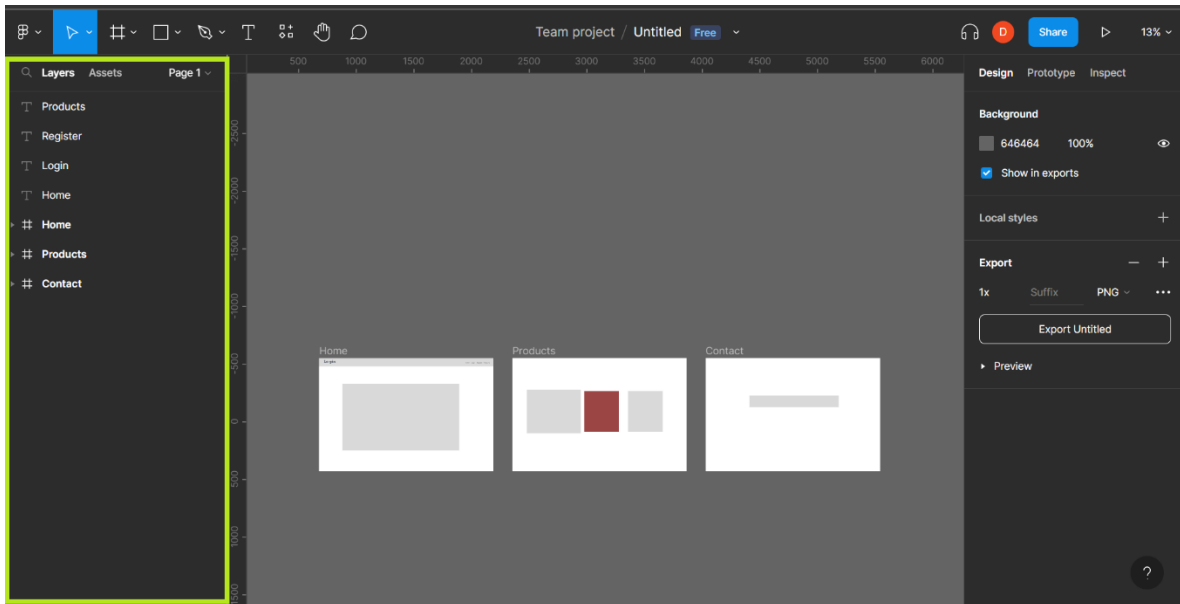 Team project / Untitled Free
D
Share
13%
Layers Assets Page 1
Products
Register
Login
Home
Home
Products
Contact
500 1000 1500 2000 2500 3000 3500 4000 4500 5000 5500 6000
-2500
-2000
-1500
-1000
-500
0
500
1000
1500
Home
Products
Contact
Design Prototype Inspect
Background
646464 100%
Show in exports
Local styles
Export
1x Suffix PNG
Export Untitled
Preview
?